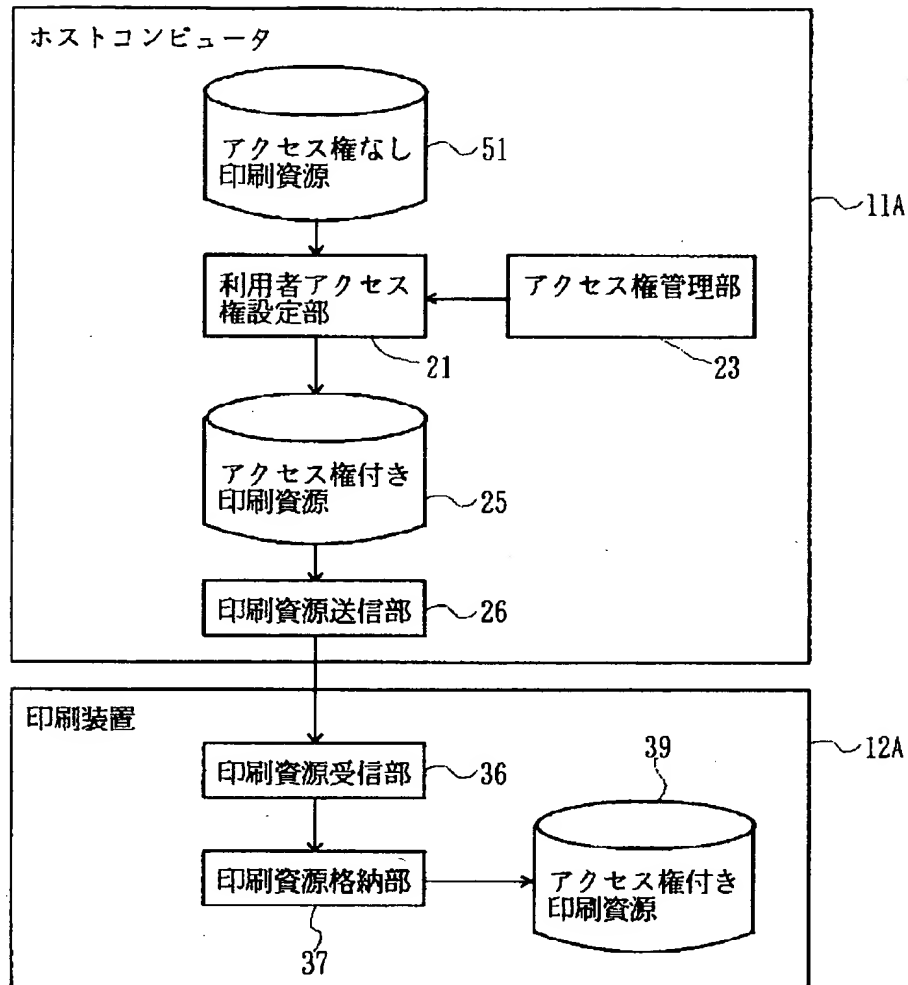 ホストコンピュータ
アクセス権なし
印刷資源
51
11A
利用者アクセス
権設定部
アクセス権管理部
21
23
アクセス権付き
印刷資源
25
印刷資源送信部
26
印刷装置
12A
印刷資源受信部
36
39
印刷資源格納部
アクセス権付き
印刷資源
37